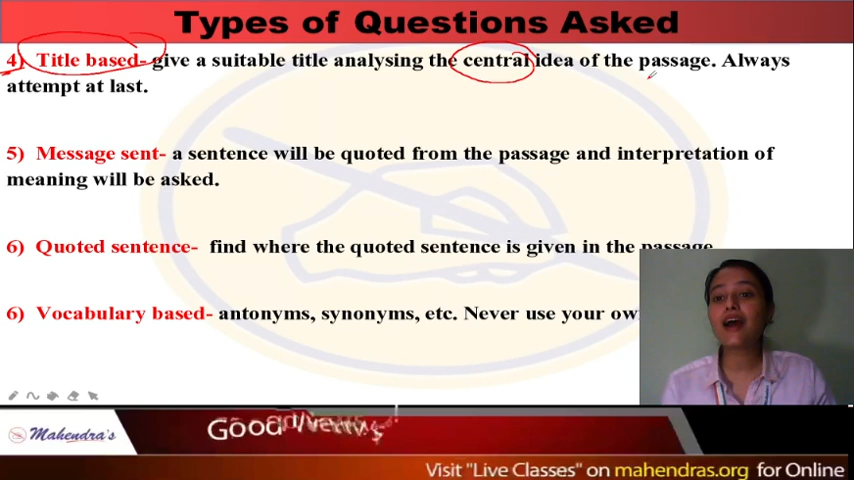 Types of Questions Asked
4) Title based- give a suitable title analysing the central idea of the passage. Always
attempt at last.
5) Message sent- a sentence will be quoted from the passage and interpretation of
meaning will be asked.
6) Quoted sentence- find where the quoted sentence is given in the passage
6) Vocabulary based- antonyms, synonyms, etc. Never use your
Mahendra's
Good
Visit "Live Classes" on mahendras.org for Online